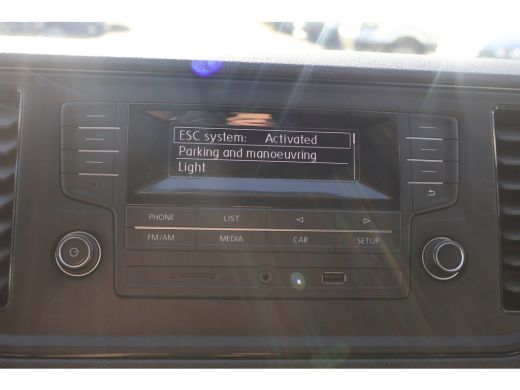 ESC system: Activated
Parking and manoeuvring
Light
PHONE LIST
FM/AM MEDIA CAR SETUP